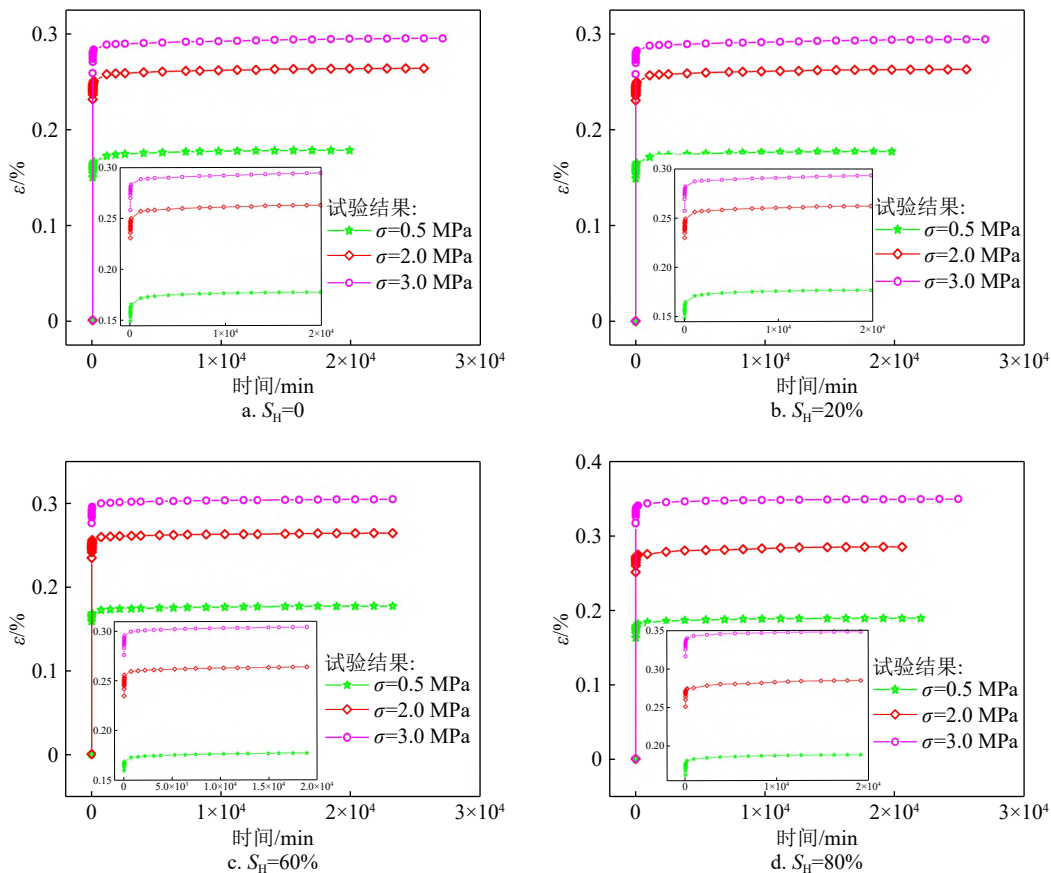 0.3
0.2
0.1
0
ε/%
0.30
0.25
0.20
0.15
0
1×10⁴
2×10⁴
试验结果:
σ=0.5 MPa
σ=2.0 MPa
σ=3.0 MPa
0
1×10⁴
2×10⁴
3×10⁴
时间/min
a. S_H=0
0.3
0.2
0.1
0
ε/%
0.30
0.25
0.20
0.15
0
1×10⁴
2×10⁴
试验结果:
σ=0.5 MPa
σ=2.0 MPa
σ=3.0 MPa
0
1×10⁴
2×10⁴
3×10⁴
时间/min
b. S_H=20%
0.3
0.2
0.1
0
ε/%
0.30
0.25
0.20
0.15
0
5.0×10³
1.0×10⁴
1.5×10⁴
1.9×10⁴
试验结果:
σ=0.5 MPa
σ=2.0 MPa
σ=3.0 MPa
0
1×10⁴
2×10⁴
3×10⁴
时间/min
c. S_H=60%
0.4
0.3
0.2
0.1
0
ε/%
0.35
0.30
0.20
0
1×10⁴
2×10⁴
试验结果:
σ=0.5 MPa
σ=2.0 MPa
σ=3.0 MPa
0
1×10⁴
2×10⁴
3×10⁴
时间/min
d. S_H=80%